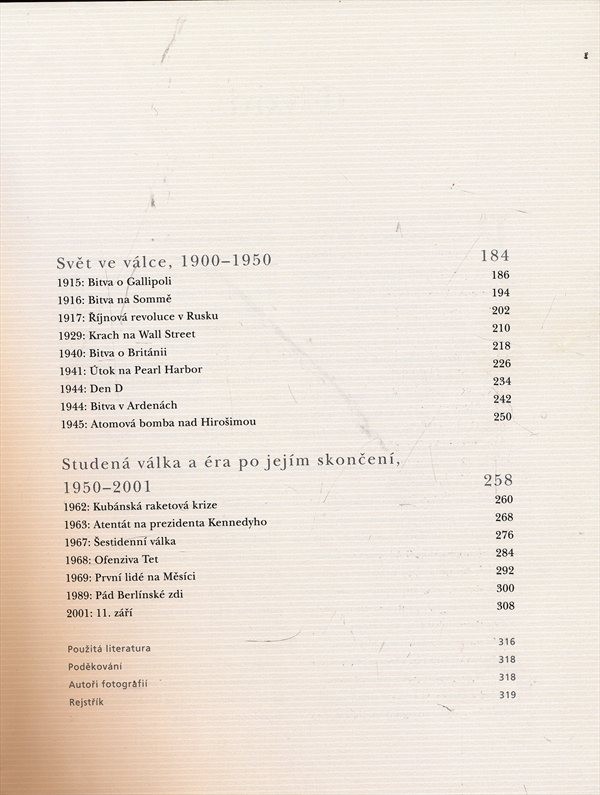 Svět ve válce, 1900–1950 184
1915: Bitva o Gallipoli 186
1916: Bitva na Sommě 194
1917: Říjnová revoluce v Rusku 202
1929: Krach na Wall Street 210
1940: Bitva o Británii 218
1941: Útok na Pearl Harbor 226
1944: Den D 234
1944: Bitva v Ardenách 242
1945: Atomová bomba nad Hirošimou 250
Studená válka a éra po jejím skončení,
1950–2001 258
1962: Kubánská raketová krize 260
1963: Atentát na prezidenta Kennedyho 268
1967: Šestidenní válka 276
1968: Ofenziva Tet 284
1969: První lidé na Měsíci 292
1989: Pád Berlínské zdi 300
2001: 11. září 308
Použitá literatura 316
Poděkování 318
Autoři fotografií 318
Rejstřík 319